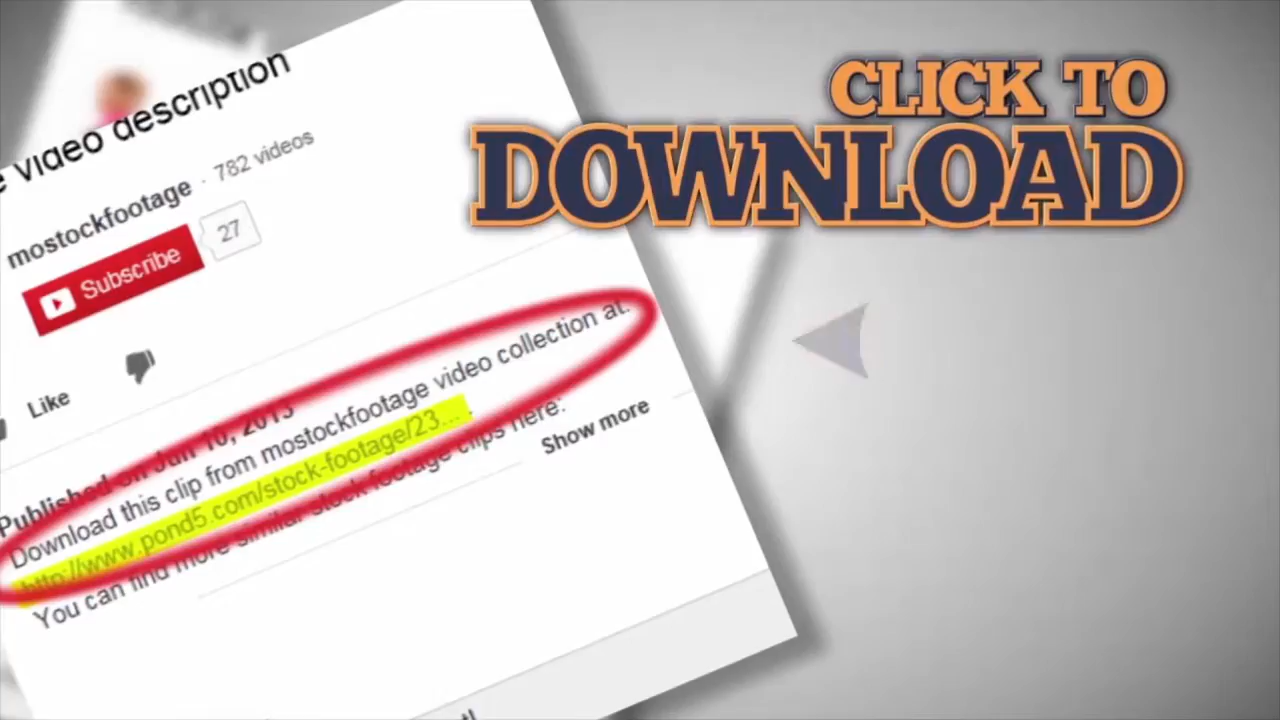 CLICK TO
DOWNLOAD
video description
mostockfootage · 782 videos
Subscribe
27
Like
Published on Jun 10, 2013
Download this clip from mostockfootage video collection at:
http://www.pond5.com/stock-footage/23... .
You can find more similar stock footage clips here:
Show more